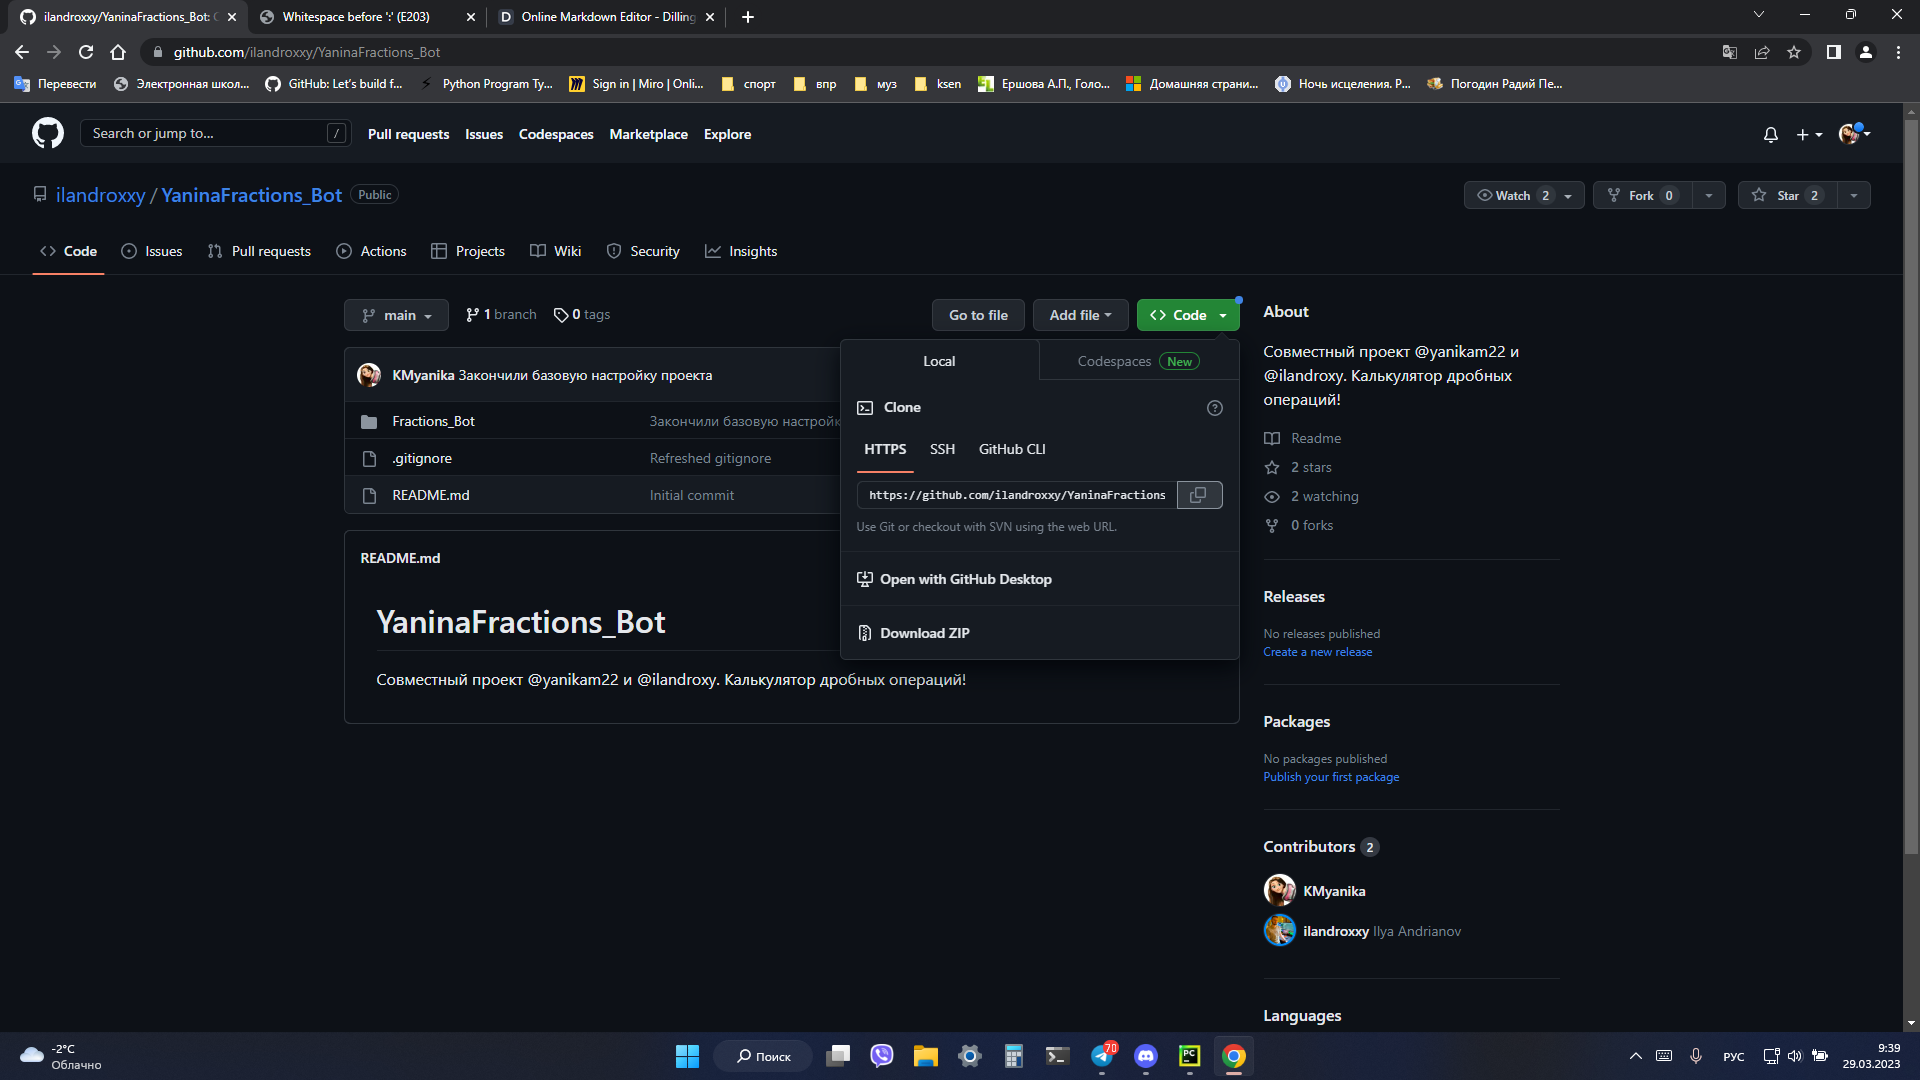 ilandroxxy/YaninaFractions_Bot:
Whitespace before ':' (E203)
Online Markdown Editor - Dilling
github.com/ilandroxxy/YaninaFractions_Bot
Перевести
Электронная школ...
GitHub: Let's build f...
Python Program Ty...
Sign in | Miro | Onli...
спорт
впр
муз
ksen
Ершова А.П., Голо...
Домашняя страни...
Ночь исцеления. Р...
Погодин Радий Пе...
Search or jump to...
/
Pull requests
Issues
Codespaces
Marketplace
Explore
ilandroxxy / YaninaFractions_Bot
Public
Watch 2
Fork 0
Star 2
Code
Issues
Pull requests
Actions
Projects
Wiki
Security
Insights
main
1 branch
0 tags
Go to file
Add file
Code
KMyanika Закончили базовую настройку проекта
Fractions_Bot
Закончили базовую настройк
.gitignore
Refreshed gitignore
README.md
Initial commit
Local
Codespaces New
Clone
HTTPS
SSH
GitHub CLI
https://github.com/ilandroxxy/YaninaFractions
Use Git or checkout with SVN using the web URL.
Open with GitHub Desktop
Download ZIP
README.md
YaninaFractions_Bot
Совместный проект @yanikam22 и @ilandroxy. Калькулятор дробных операций!
About
Совместный проект @yanikam22 и
@ilandroxy. Калькулятор дробных
операций!
Readme
2 stars
2 watching
0 forks
Releases
No releases published
Create a new release
Packages
No packages published
Publish your first package
Contributors 2
KMyanika
ilandroxxy Ilya Andrianov
Languages
-2°C
Облачно
Поиск
70
PC
РУС
9:39
29.03.2023